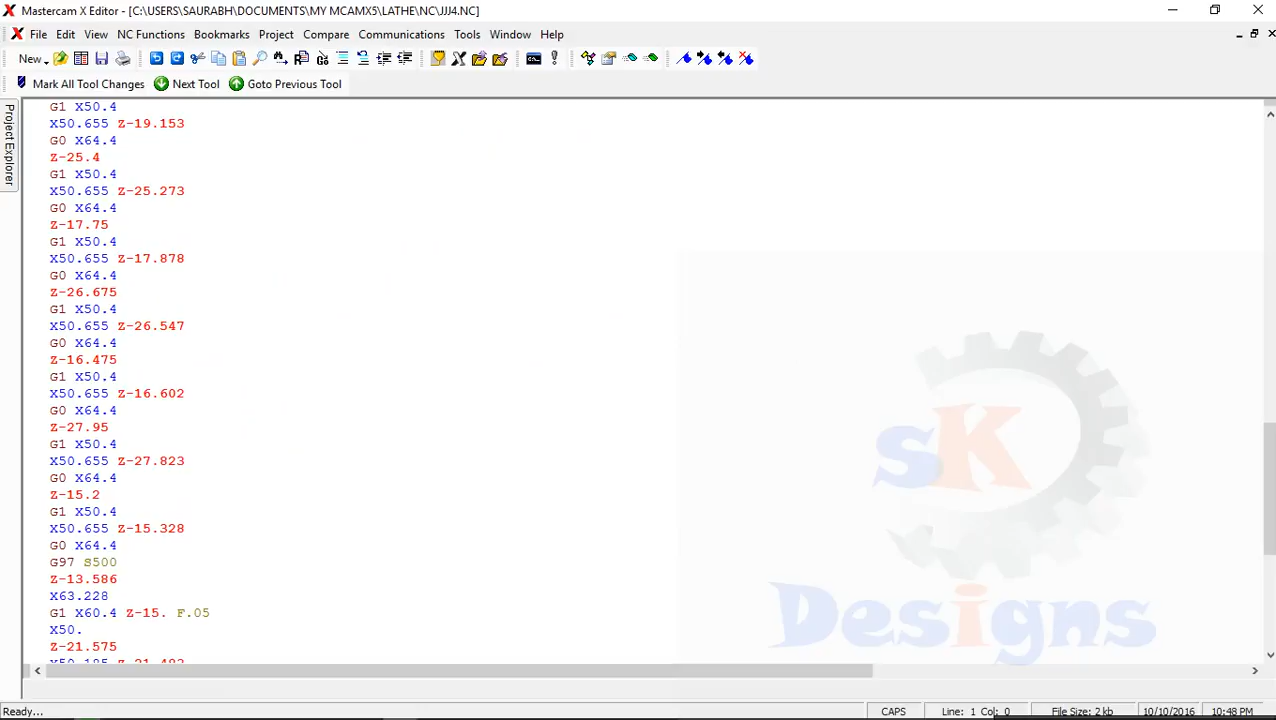 Mastercam X Editor - [C:\USERS\SAURABH\DOCUMENTS\MY MCAMX5\LATHE\NC\JJJ4.NC]
File Edit View NC Functions Bookmarks Project Compare Communications Tools Window Help
New
Mark All Tool Changes Next Tool Goto Previous Tool
Project Explorer
G1 X50.4
X50.655 Z-19.153
G0 X64.4
Z-25.4
G1 X50.4
X50.655 Z-25.273
G0 X64.4
Z-17.75
G1 X50.4
X50.655 Z-17.878
G0 X64.4
Z-26.675
G1 X50.4
X50.655 Z-26.547
G0 X64.4
Z-16.475
G1 X50.4
X50.655 Z-16.602
G0 X64.4
Z-27.95
G1 X50.4
X50.655 Z-27.823
G0 X64.4
Z-15.2
G1 X50.4
X50.655 Z-15.328
G0 X64.4
G97 S500
Z-13.586
X63.228
G1 X60.4 Z-15. F.05
X50.
Z-21.575
X50.185 Z-21.483
sK
Designs
Ready... CAPS Line: 1 Col: 0 File Size: 2 kb 10/10/2016 10:48 PM